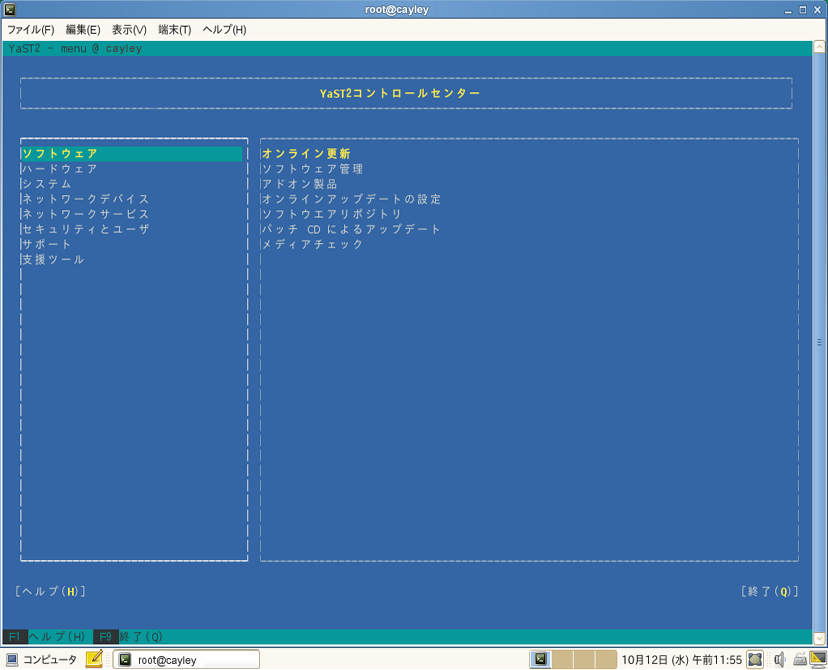 root@cayley
ファイル(F) 編集(E) 表示(V) 端末(T) ヘルプ(H)
YaST2 - menu @ cayley
YaST2コントロールセンター
ソフトウェア
ハードウェア
システム
ネットワークデバイス
ネットワークサービス
セキュリティとユーザ
サポート
支援ツール
オンライン更新
ソフトウェア管理
アドオン製品
オンラインアップデートの設定
ソフトウエアリポジトリ
パッチ CD によるアップデート
メディアチェック
[ヘルプ(H)] [終了(Q)]
F1 ヘルプ(H) F9 終了(Q)
コンピュータ root@cayley 10月12日 (水) 午前11:55